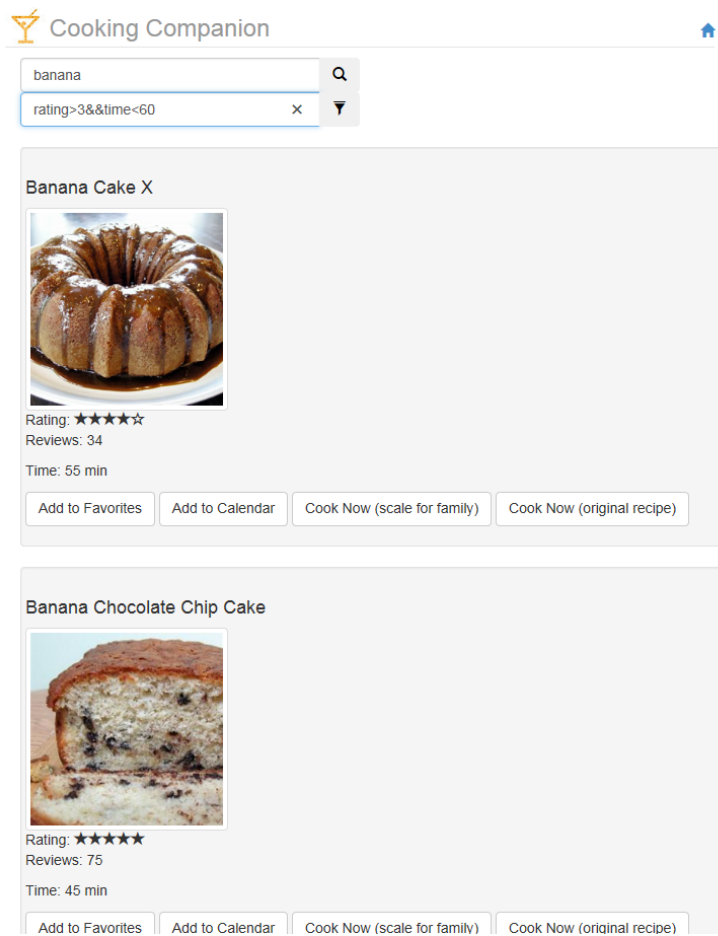 Cooking Companion
banana
rating>3&&time<60
Banana Cake X
Rating: ★★★★☆
Reviews: 34
Time: 55 min
Add to Favorites Add to Calendar Cook Now (scale for family) Cook Now (original recipe)
Banana Chocolate Chip Cake
Rating: ★★★★★
Reviews: 75
Time: 45 min
Add to Favorites Add to Calendar Cook Now (scale for family) Cook Now (original recipe)